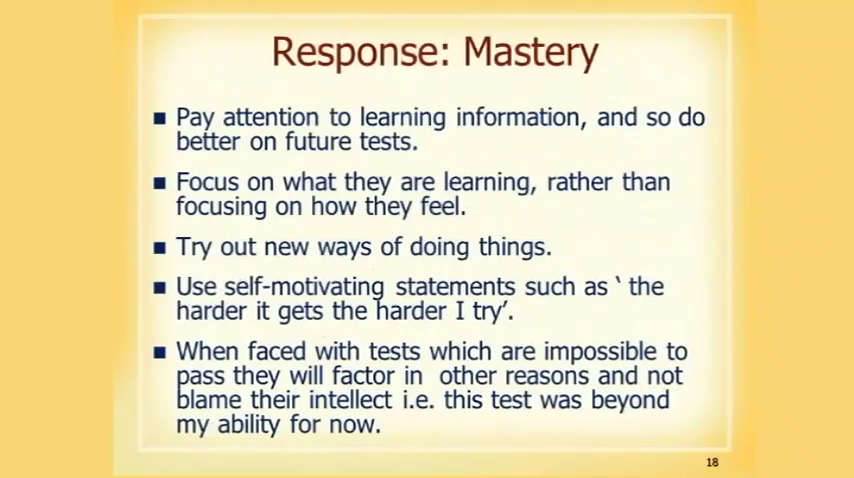 Response: Mastery
■ Pay attention to learning information, and so do
better on future tests.
■ Focus on what they are learning, rather than
focusing on how they feel.
■ Try out new ways of doing things.
■ Use self-motivating statements such as ‘ the
harder it gets the harder I try’.
■ When faced with tests which are impossible to
pass they will factor in  other reasons and not
blame their intellect i.e. this test was beyond
my ability for now.
18